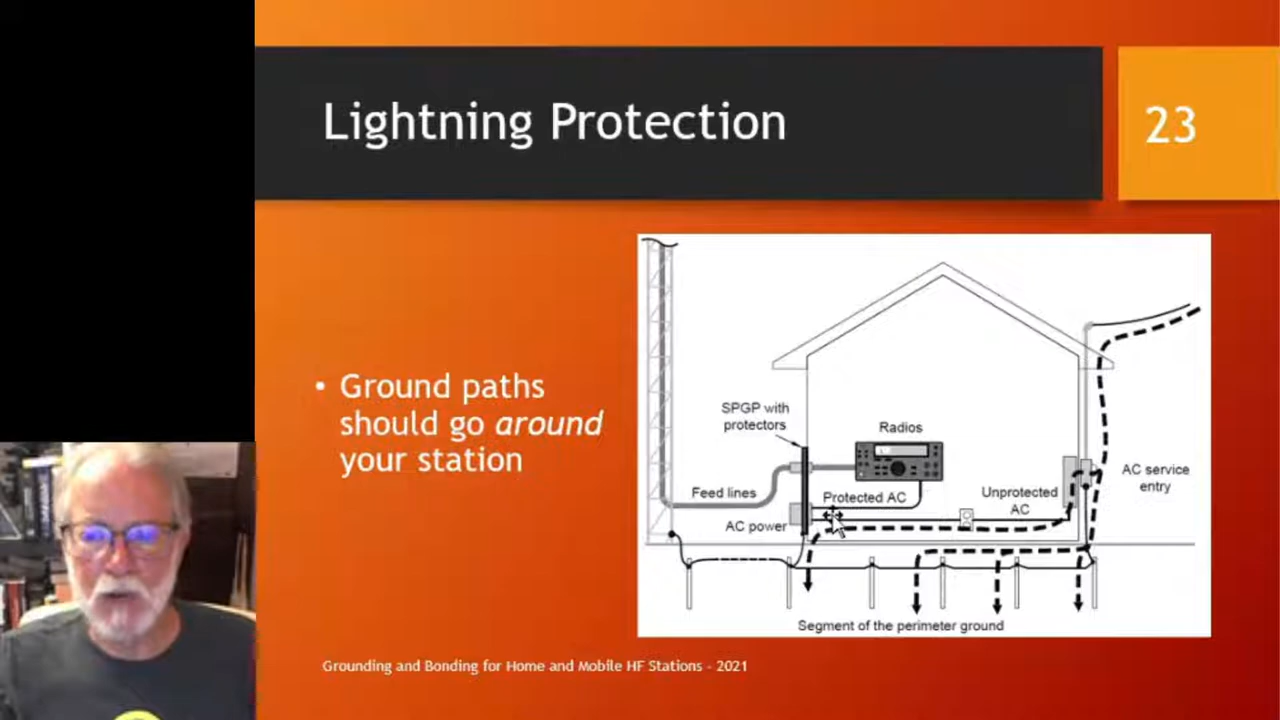 Lightning Protection
23
• Ground paths
should go around
your station
SPGP with
protectors
Radios
Feed lines
Protected AC
Unprotected
AC
AC service
entry
AC power
Segment of the perimeter ground
Grounding and Bonding for Home and Mobile HF Stations - 2021